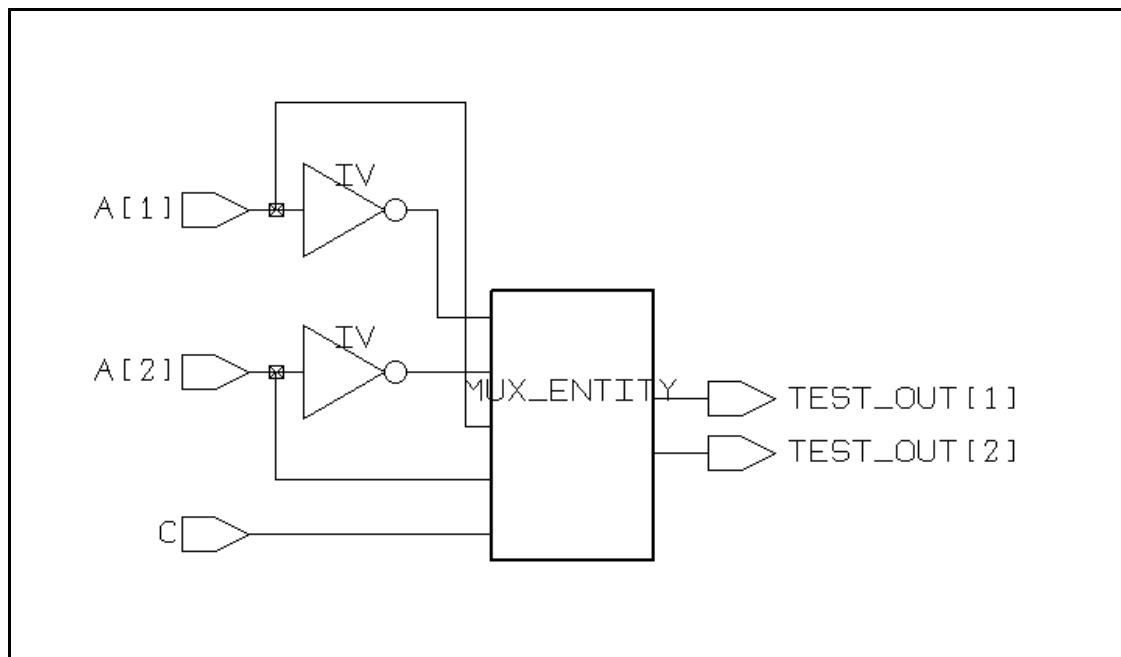 IV
A[1]
IV
A[2]
MUX_ENTITY
TEST_OUT[1]
TEST_OUT[2]
C